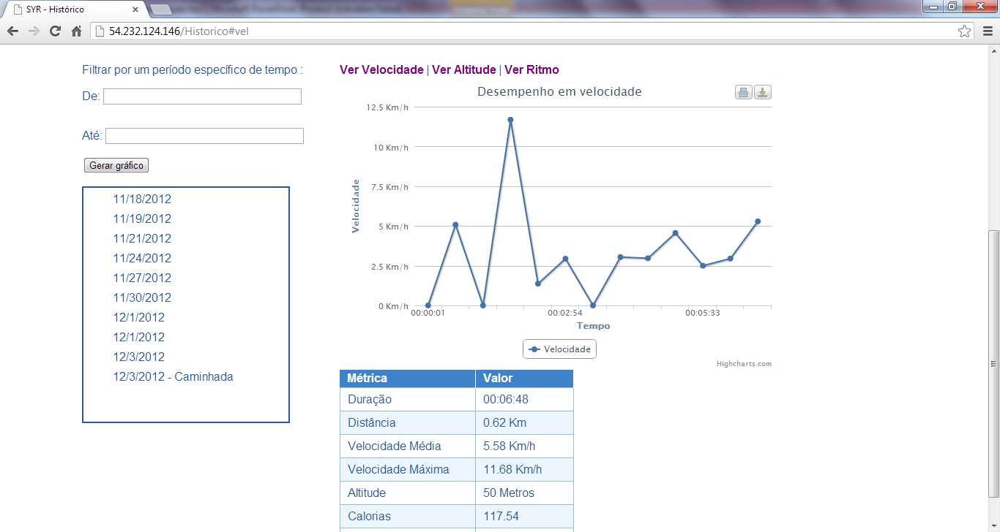 SYR - Histórico
54.232.124.146/Historico#vel
Filtrar por um período específico de tempo :
De:
Até:
Gerar gráfico
11/18/2012
11/19/2012
11/21/2012
11/24/2012
11/27/2012
11/30/2012
12/1/2012
12/1/2012
12/3/2012
12/3/2012 - Caminhada
Ver Velocidade | Ver Altitude | Ver Ritmo
Desempenho em velocidade
12.5 Km/h
10 Km/h
7.5 Km/h
5 Km/h
2.5 Km/h
0 Km/h
Velocidade
00:00:01 00:02:54 00:05:33
Tempo
Velocidade
Highcharts.com
Métrica Valor
Duração 00:06:48
Distância 0.62 Km
Velocidade Média 5.58 Km/h
Velocidade Máxima 11.68 Km/h
Altitude 50 Metros
Calorias 117.54